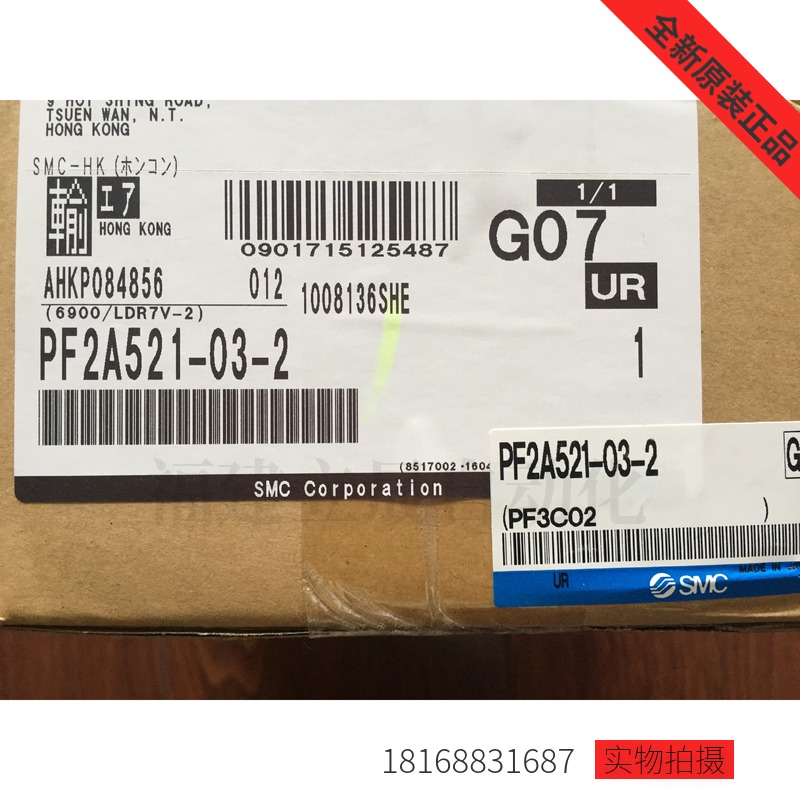 全新原装正品
9 HOI SHING ROAD,
TSUEN WAN, N.T.
HONG KONG
SMC-HK (ホンコン)
輸 エア
HONG KONG
0901715125487
1/1
G07
UR
AHKP084856 012 1008136SHE
(6900/LDR7V-2)
PF2A521-03-2 1
(8517002-1604
SMC Corporation
PF2A521-03-2 G
(PF3C02 )
UR SMC MADE IN
18168831687 实物拍摄